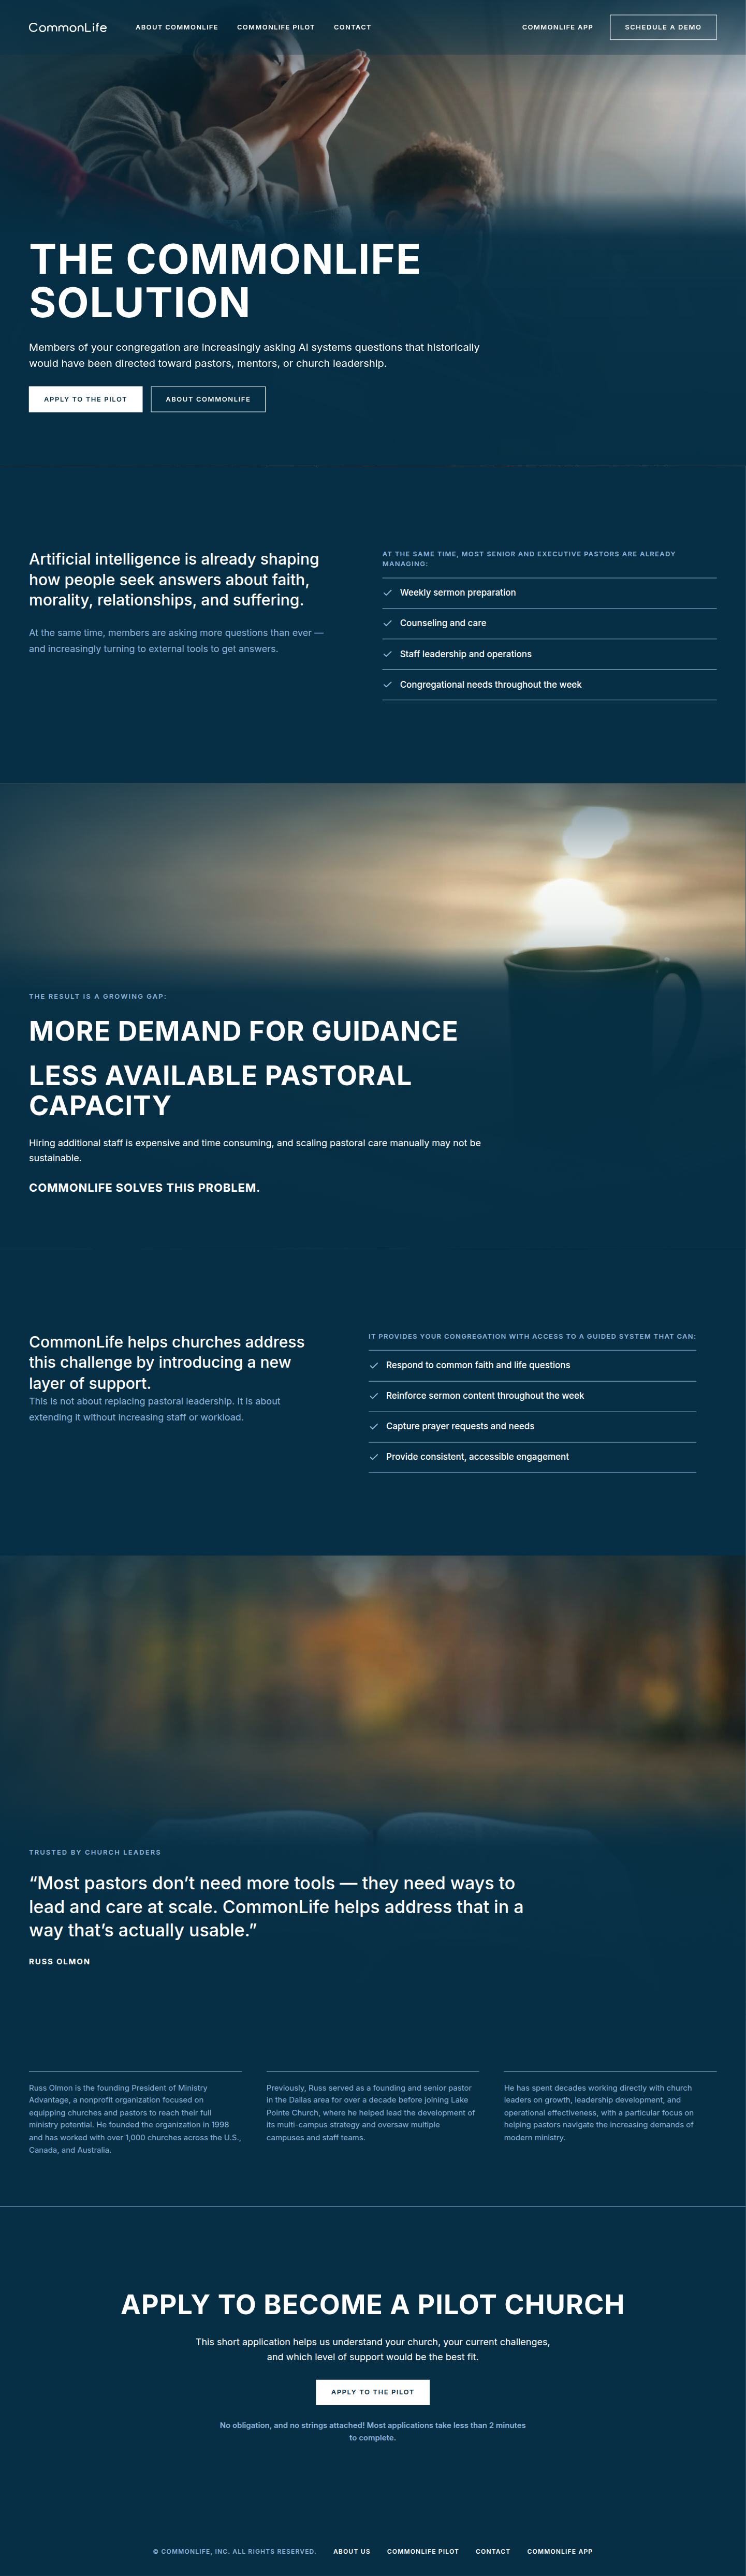 CommonLife
ABOUT COMMONLIFE
COMMONLIFE PILOT
CONTACT
COMMONLIFE APP
SCHEDULE A DEMO
THE COMMONLIFE
SOLUTION
Members of your congregation are increasingly asking AI systems questions that historically
would have been directed toward pastors, mentors, or church leadership.
APPLY TO THE PILOT
ABOUT COMMONLIFE
Artificial intelligence is already shaping
how people seek answers about faith,
morality, relationships, and suffering.
At the same time, members are asking more questions than ever —
and increasingly turning to external tools to get answers.
AT THE SAME TIME, MOST SENIOR AND EXECUTIVE PASTORS ARE ALREADY
MANAGING:
Weekly sermon preparation
Counseling and care
Staff leadership and operations
Congregational needs throughout the week
THE RESULT IS A GROWING GAP:
MORE DEMAND FOR GUIDANCE
LESS AVAILABLE PASTORAL
CAPACITY
Hiring additional staff is expensive and time consuming, and scaling pastoral care manually may not be
sustainable.
COMMONLIFE SOLVES THIS PROBLEM.
CommonLife helps churches address
this challenge by introducing a new
layer of support.
This is not about replacing pastoral leadership. It is about
extending it without increasing staff or workload.
IT PROVIDES YOUR CONGREGATION WITH ACCESS TO A GUIDED SYSTEM THAT CAN:
Respond to common faith and life questions
Reinforce sermon content throughout the week
Capture prayer requests and needs
Provide consistent, accessible engagement
TRUSTED BY CHURCH LEADERS
“Most pastors don’t need more tools — they need ways to
lead and care at scale. CommonLife helps address that in a
way that’s actually usable.”
RUSS OLMON
Russ Olmon is the founding President of Ministry
Advantage, a nonprofit organization focused on
equipping churches and pastors to reach their full
ministry potential. He founded the organization in 1998
and has worked with over 1,000 churches across the U.S.,
Canada, and Australia.
Previously, Russ served as a founding and senior pastor
in the Dallas area for over a decade before joining Lake
Pointe Church, where he helped lead the development of
its multi-campus strategy and oversaw multiple
campuses and staff teams.
He has spent decades working directly with church
leaders on growth, leadership development, and
operational effectiveness, with a particular focus on
helping pastors navigate the increasing demands of
modern ministry.
APPLY TO BECOME A PILOT CHURCH
This short application helps us understand your church, your current challenges,
and which level of support would be the best fit.
APPLY TO THE PILOT
No obligation, and no strings attached! Most applications take less than 2 minutes
to complete.
© COMMONLIFE, INC. ALL RIGHTS RESERVED.
ABOUT US
COMMONLIFE PILOT
CONTACT
COMMONLIFE APP